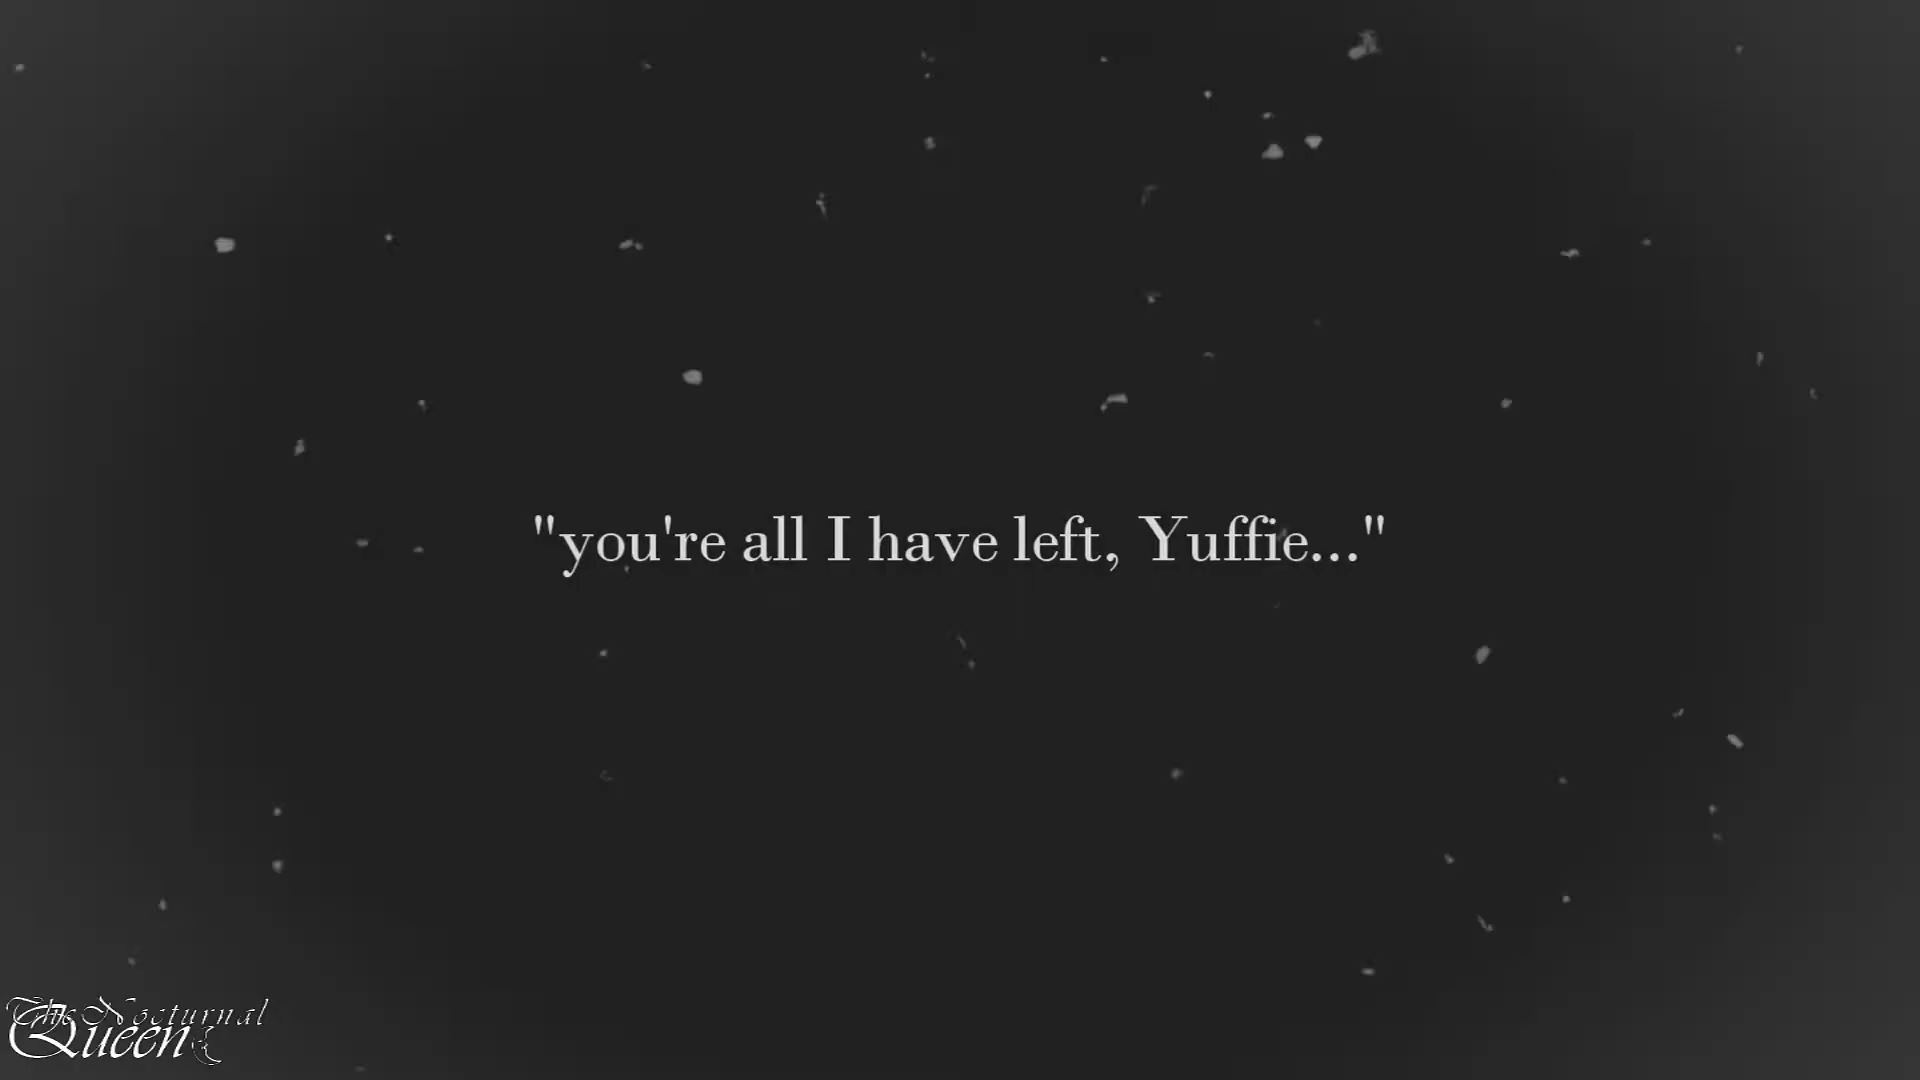 "you're all I have left, Yuffie..."
The Nocturnal
Queen